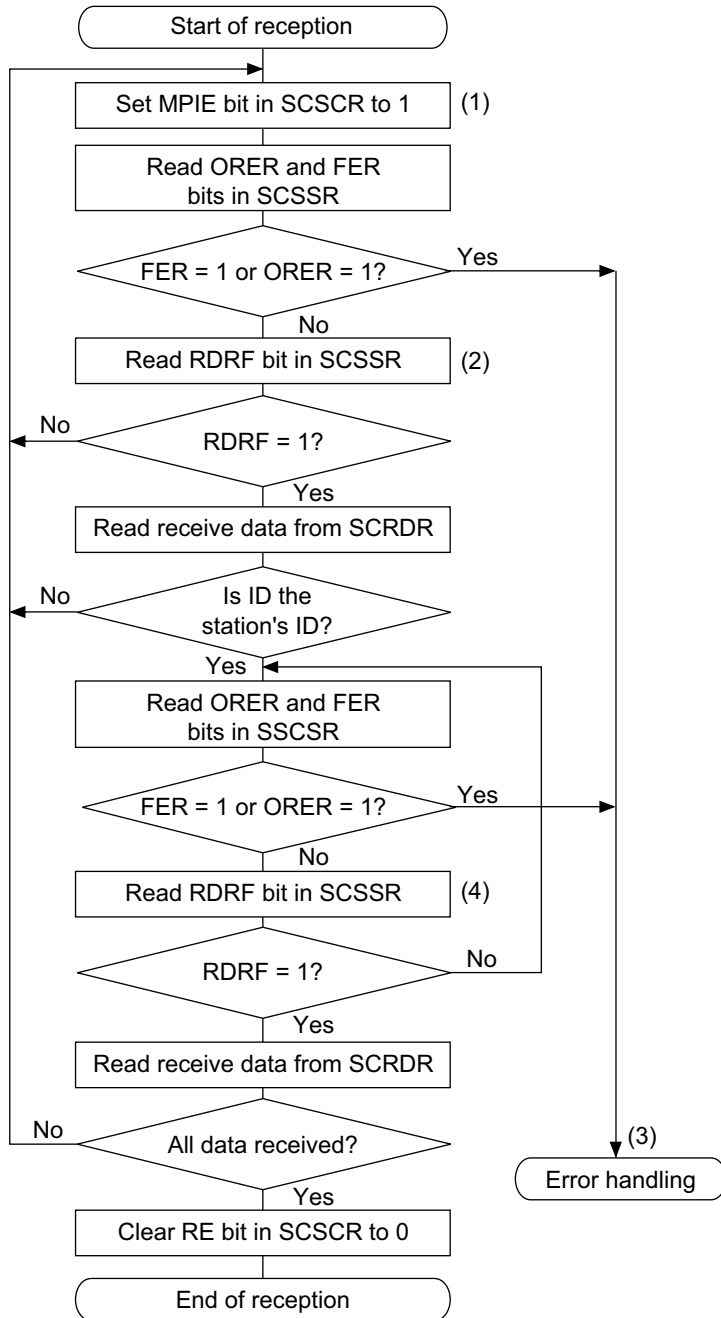 Start of reception
Set MPIE bit in SCSCR to 1
(1)
Read ORER and FER
bits in SCSSR
FER = 1 or ORER = 1?
Yes
No
Read RDRF bit in SCSSR
(2)
No
RDRF = 1?
Yes
Read receive data from SCRDR
No
Is ID the
station's ID?
Yes
Read ORER and FER
bits in SSCSR
FER = 1 or ORER = 1?
Yes
No
Read RDRF bit in SCSSR
(4)
RDRF = 1?
No
Yes
Read receive data from SCRDR
No
All data received?
(3)
Error handling
Yes
Clear RE bit in SCSCR to 0
End of reception